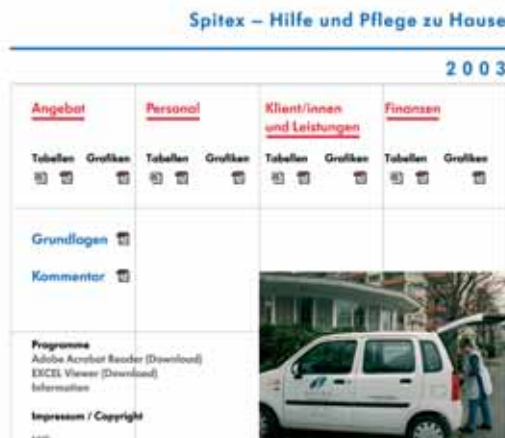 Spitex – Hilfe und Pflege zu Hause
2003
Angebot Personal Klient/innen Finanzen
und Leistungen
Tabellen Grafiken Tabellen Grafiken Tabellen Grafiken Tabellen Grafiken
Grundlagen
Kommentar
Programme
Adobe Acrobat Reader (Download)
EXCEL Viewer (Download)
Information
Impressum / Copyright